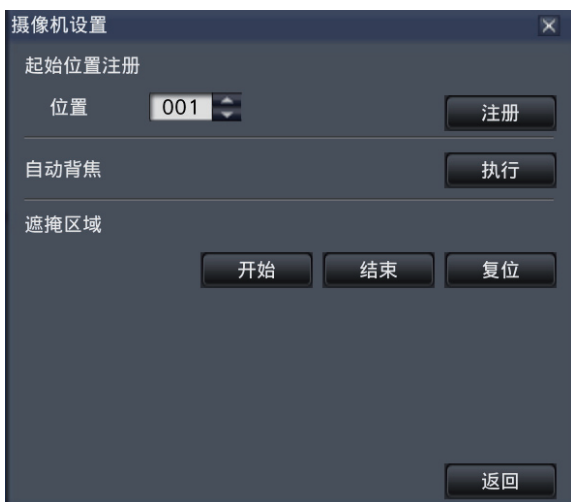 摄像机设置
起始位置注册
位置 001 注册
自动背焦 执行
遮掩区域
开始 结束 复位
返回